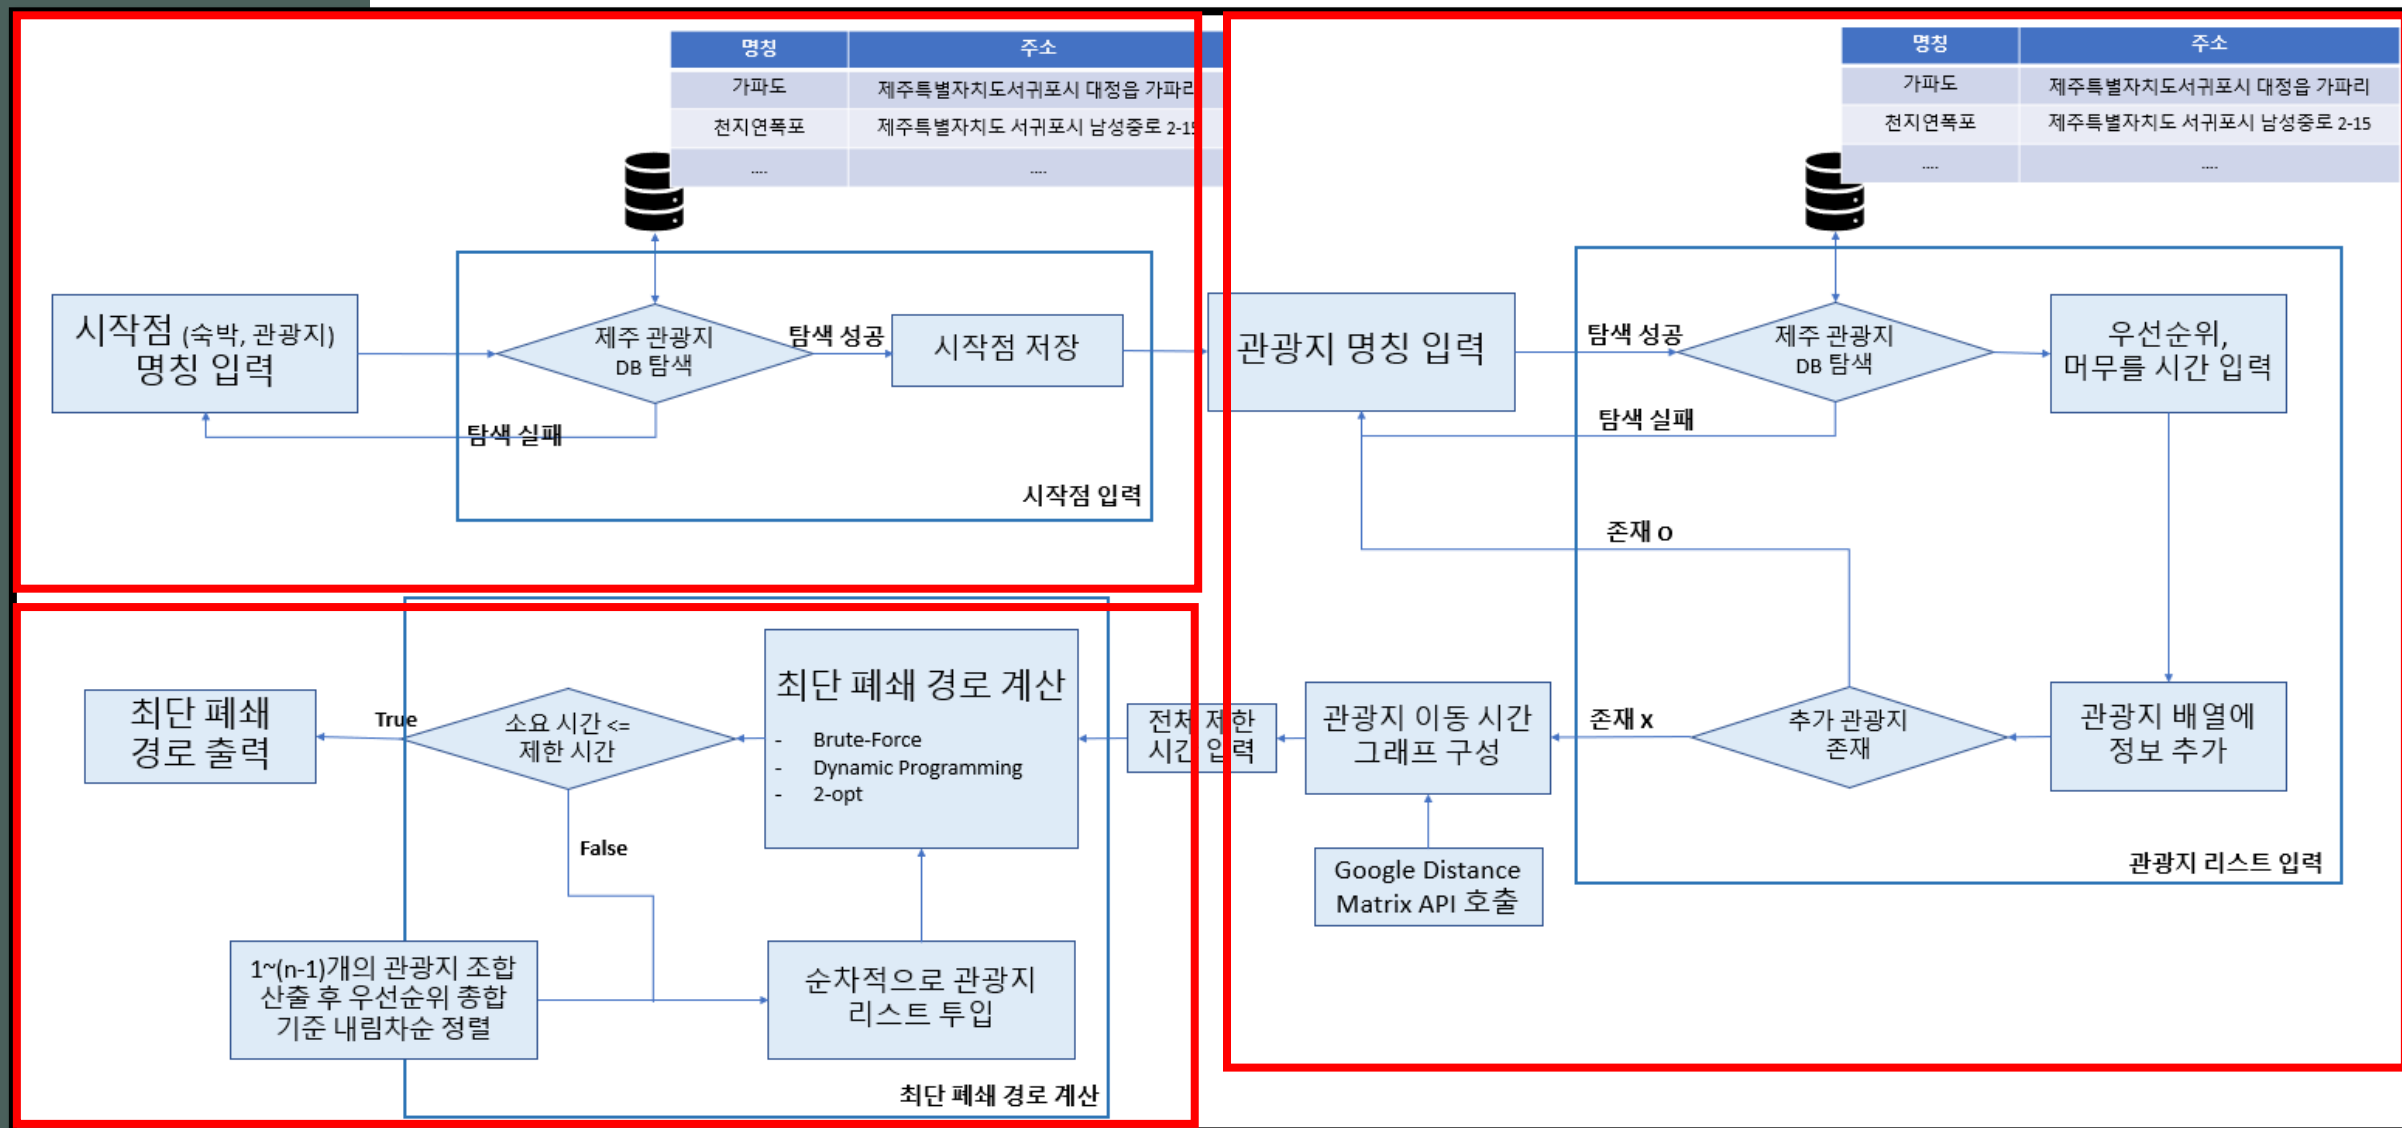 명칭 주소
가파도 제주특별자치도서귀포시 대정읍 가파리
천지연폭포 제주특별자치도 서귀포시 남성중로 2-15
.... ....
시작점 (숙박, 관광지)
명칭 입력
제주 관광지
DB 탐색
탐색 성공
시작점 저장
탐색 실패
시작점 입력
명칭 주소
가파도 제주특별자치도서귀포시 대정읍 가파리
천지연폭포 제주특별자치도 서귀포시 남성중로 2-15
.... ....
관광지 명칭 입력
탐색 성공
제주 관광지
DB 탐색
우선순위,
머무를 시간 입력
탐색 실패
존재 o
관광지 배열에
정보 추가
추가 관광지
존재
존재 x
관광지 이동 시간
그래프 구성
Google Distance
Matrix API 호출
관광지 리스트 입력
전체 제한
시간 입력
최단 폐쇄 경로 계산
- Brute-Force
- Dynamic Programming
- 2-opt
소요 시간 <=
제한 시간
True
최단 폐쇄
경로 출력
False
1~(n-1)개의 관광지 조합
산출 후 우선순위 총합
기준 내림차순 정렬
순차적으로 관광지
리스트 투입
최단 폐쇄 경로 계산